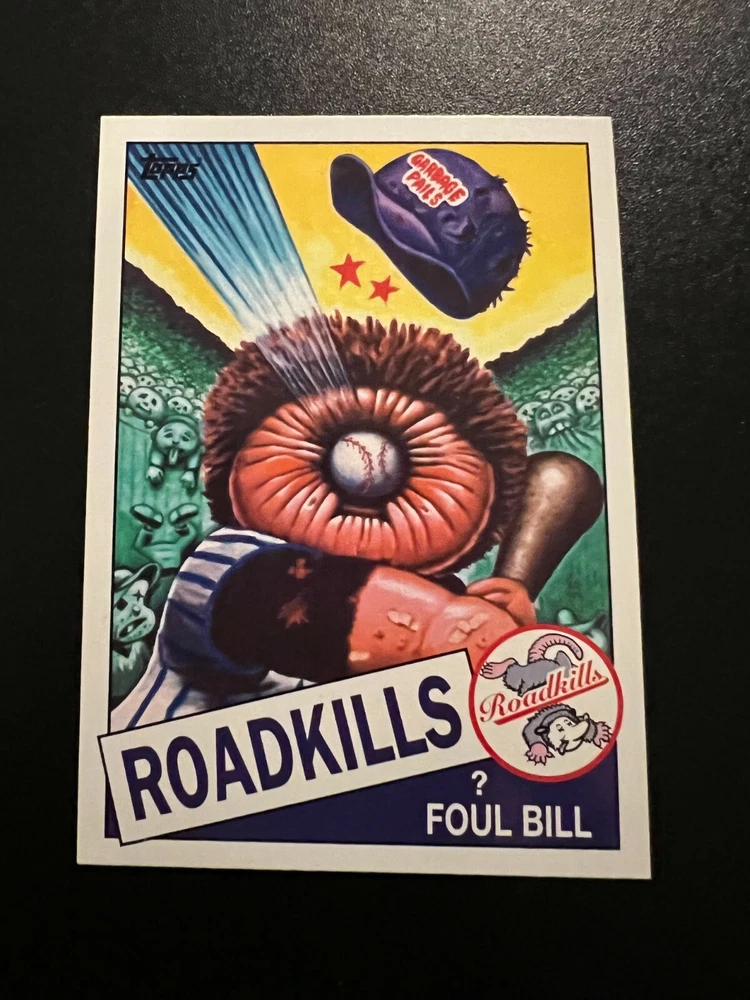 Topps
GARBAGE
PAILS
ROADKILLS
Roadkills
?
FOUL BILL